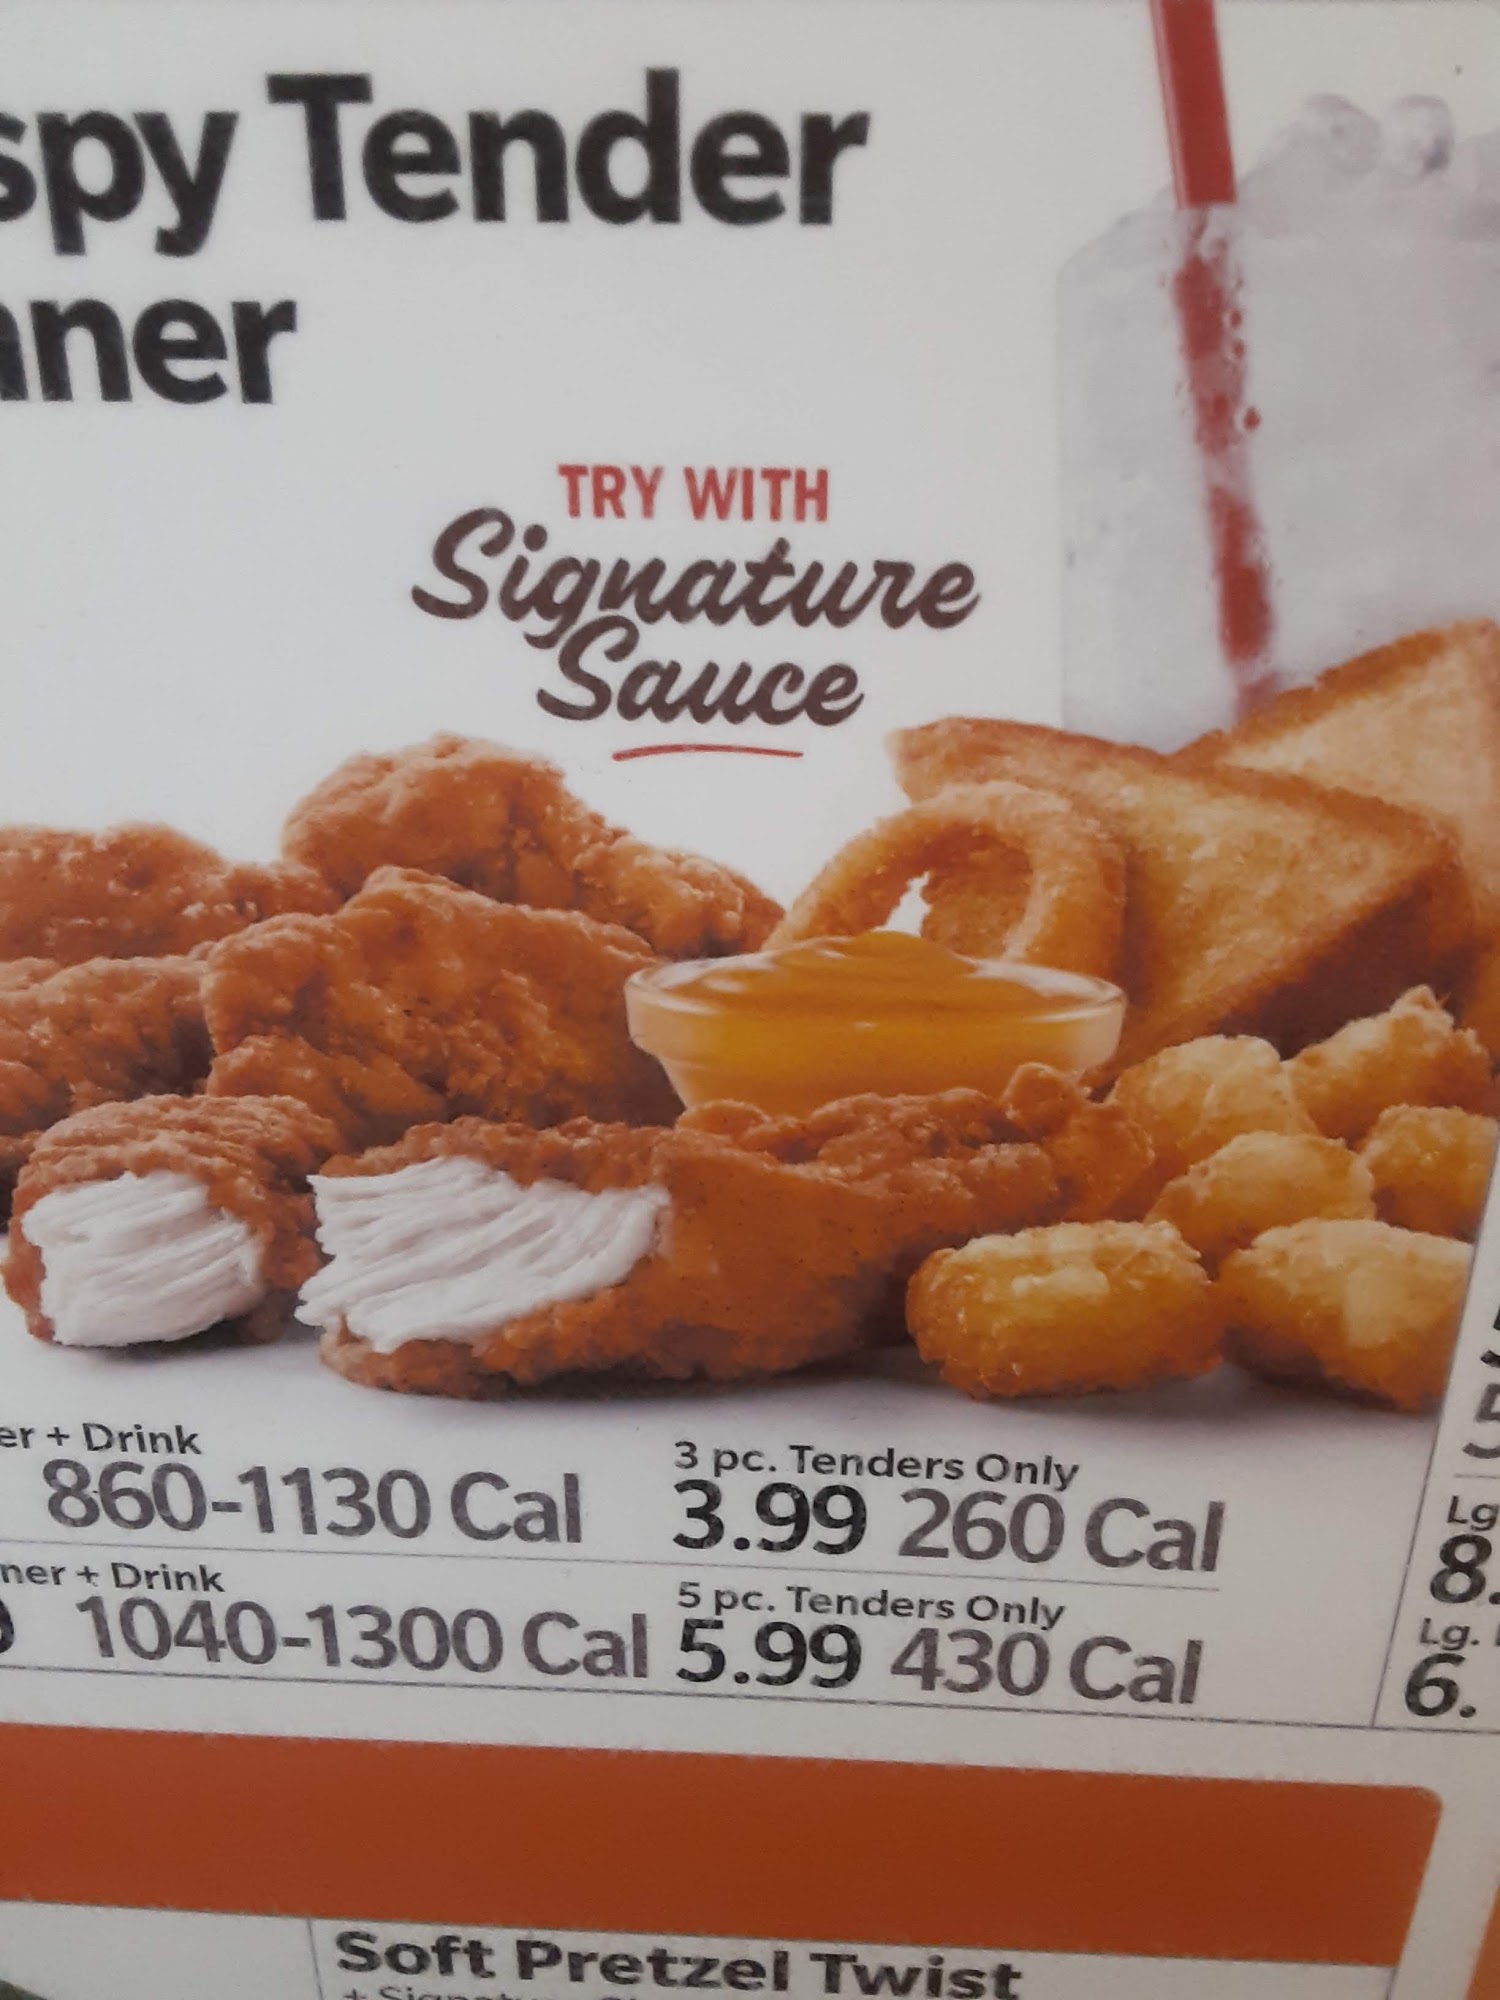 spy Tender
nner
TRY WITH
Signature
Sauce
er + Drink
860-1130 Cal
3 pc. Tenders Only
3.99 260 Cal
ner + Drink
1040-1300 Cal
5 pc. Tenders Only
5.99 430 Cal
Lg
8.
Lg.
6.
Soft Pretzel Twist